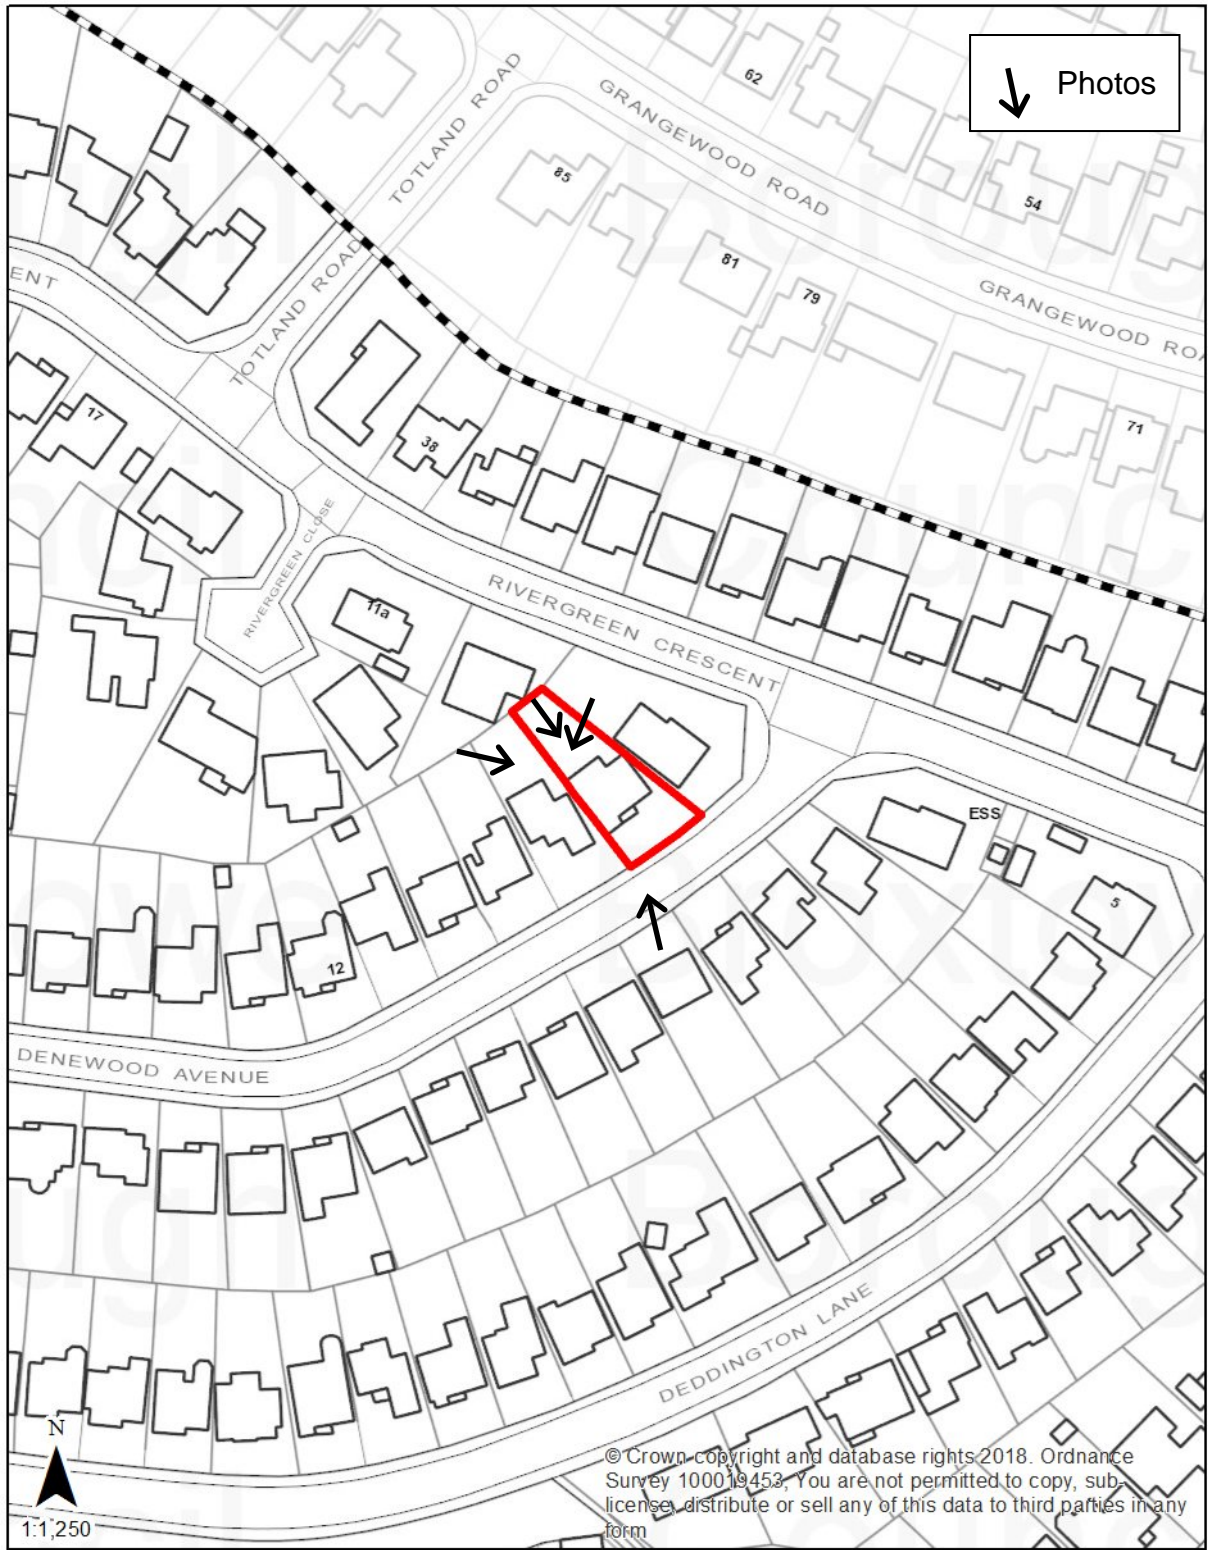 Photos
TOTLAND ROAD
GRANGEWOOD ROAD
62
85
54
81
79
TOTLAND ROAD
ENT
GRANGEWOOD ROA
17
38
71
RIVERGREEN CLOSE
RIVERGREEN CRESCENT
11a
ESS
5
12
DENEWOOD AVENUE
DEDDINGTON LANE
N
1:1,250
© Crown copyright and database rights 2018. Ordnance
Survey 100019453, You are not permitted to copy, sub-
license, distribute or sell any of this data to third parties in any
form